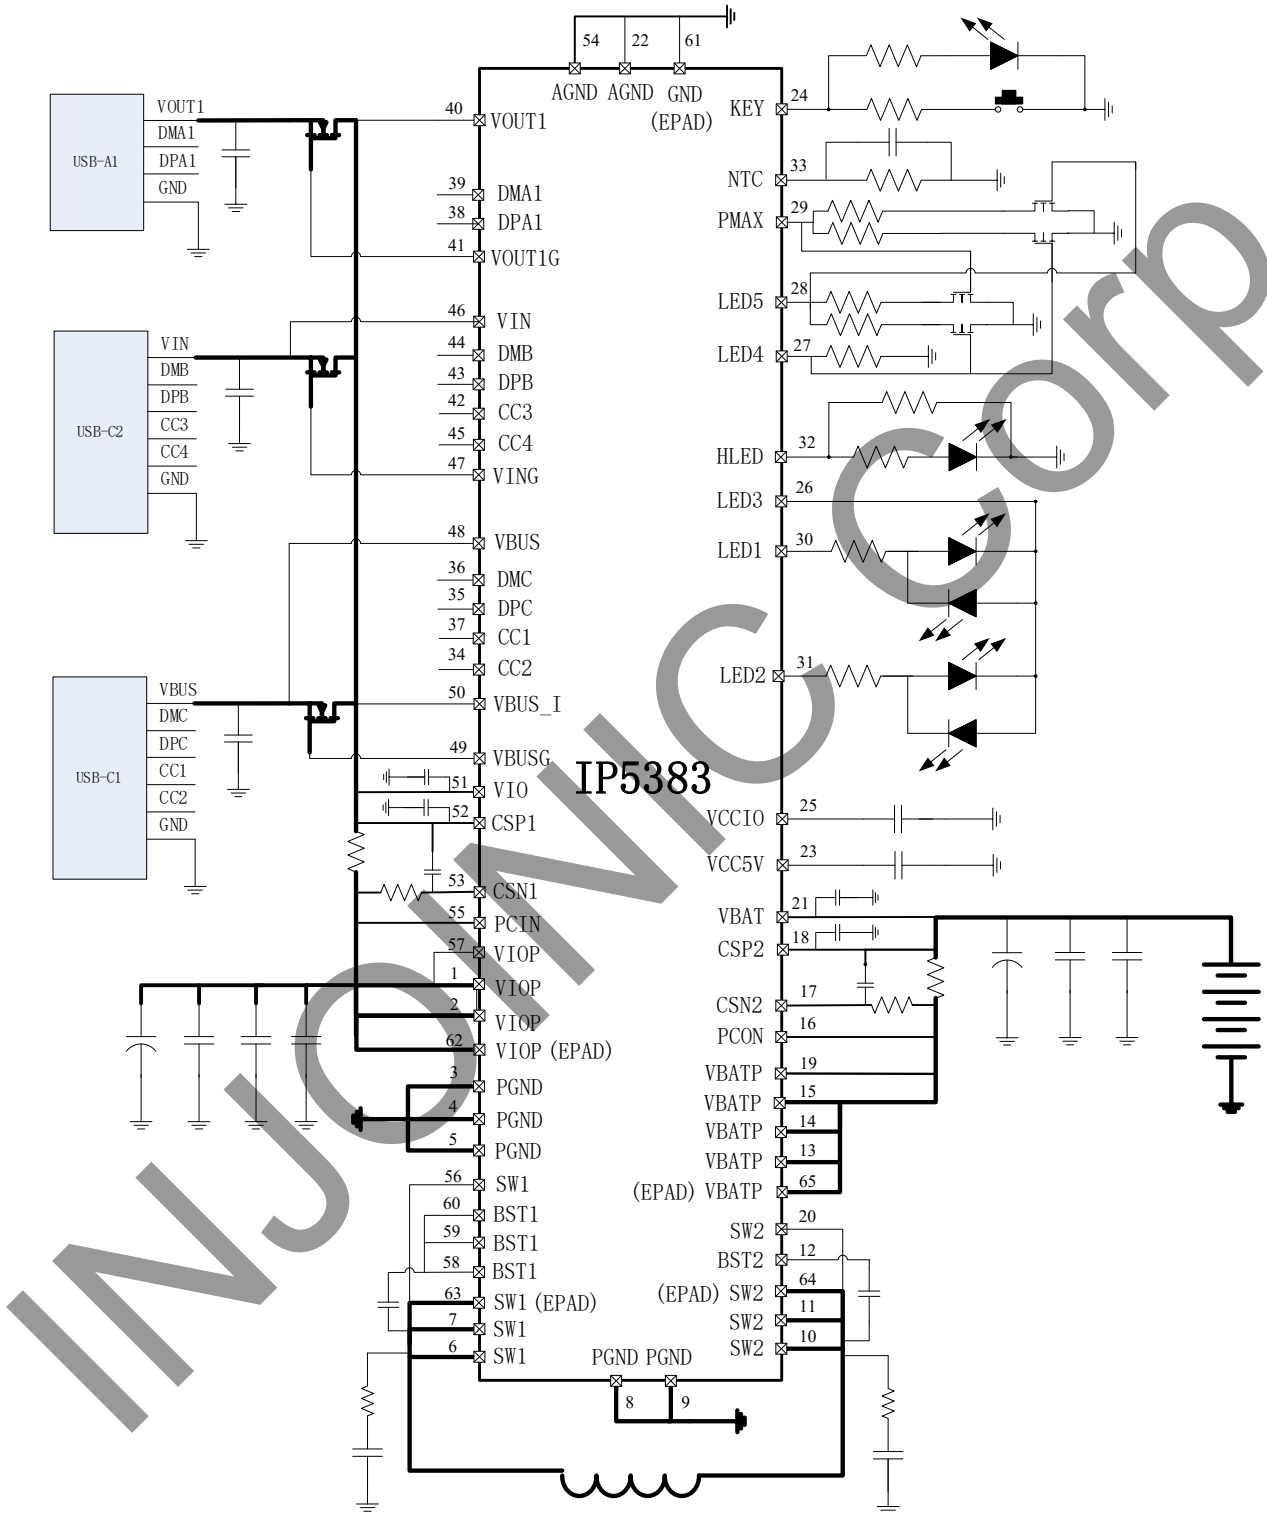 54 22 61
AGND AGND GND
(EPAD)
USB-A1
VOUT1
DMA1
DPA1
GND
40 VOUT1
39 DMA1
38 DPA1
41 VOUT1G
USB-C2
VIN
DMB
DPB
CC3
CC4
GND
46 VIN
44 DMB
43 DPB
42 CC3
45 CC4
47 VING
48 VBUS
36 DMC
35 DPC
37 CC1
34 CC2
USB-C1
VBUS
DMC
DPC
CC1
CC2
GND
50 VBUS_I
49 VBUSG
51 VIO
52 CSP1
53 CSN1
55 PCIN
57 VIOP
1 VIOP
2 VIOP
62 VIOP (EPAD)
3 PGND
4 PGND
5 PGND
56 SW1
60 BST1
59 BST1
58 BST1
63 SW1 (EPAD)
7 SW1
6 SW1
IP5383
KEY 24
NTC 33
PMAX 29
LED5 28
LED4 27
HLED 32
LED3 26
LED1 30
LED2 31
VCCIO 25
VCC5V 23
VBAT 21
CSP2 18
CSN2 17
PCON 16
VBATP 19
VBATP 15
VBATP 14
VBATP 13
(EPAD) VBATP 65
SW2 20
BST2 12
(EPAD) SW2 64
SW2 11
SW2 10
PGND PGND
8 9
INJOINIC Corp